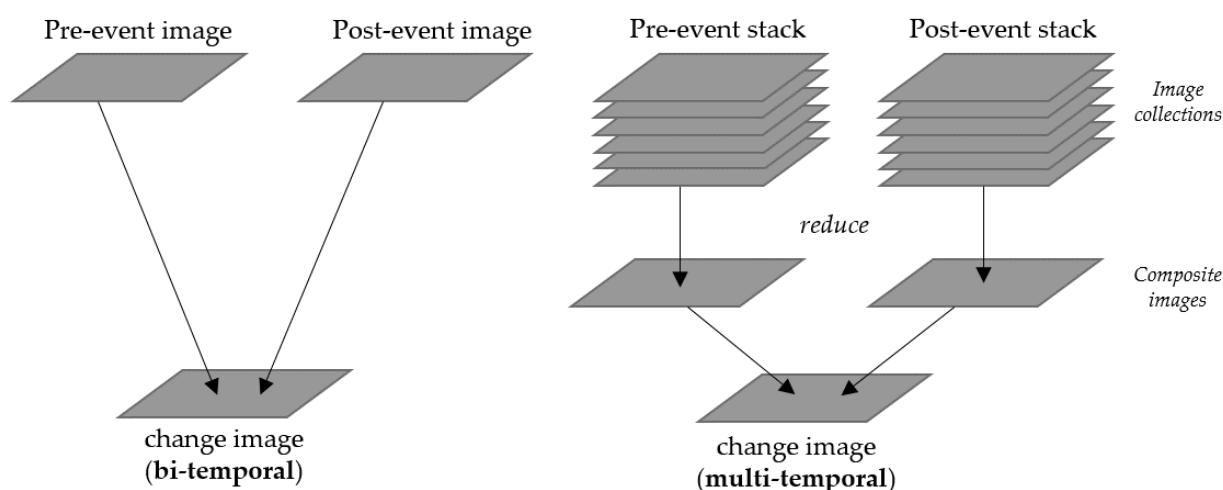 Pre-event image
Post-event image
change image
(bi-temporal)
Pre-event stack
Post-event stack
Image
collections
reduce
Composite
images
change image
(multi-temporal)